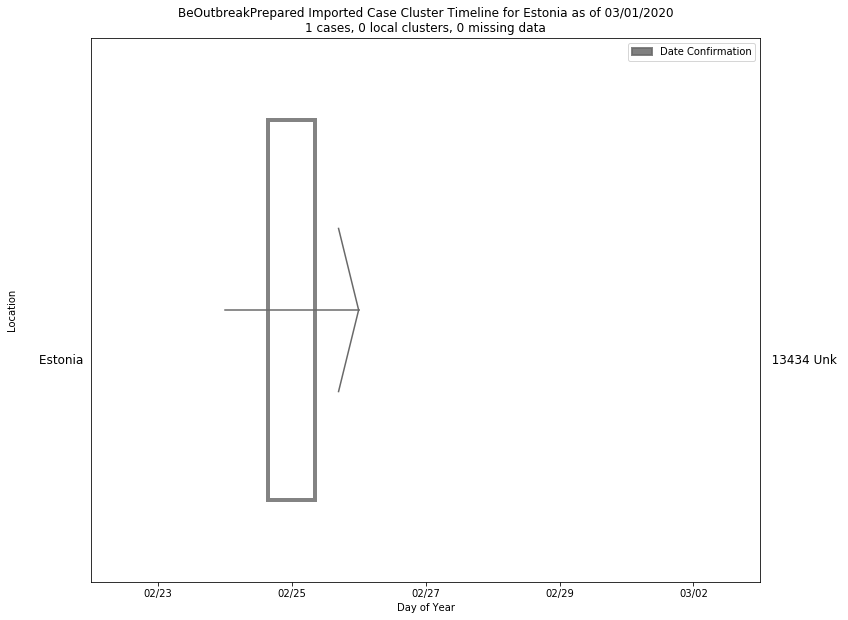 BeOutbreakPrepared Imported Case Cluster Timeline for Estonia as of 03/01/2020
1 cases, 0 local clusters, 0 missing data
Date Confirmation
Location
Estonia
13434 Unk
02/23
02/25
02/27
02/29
03/02
Day of Year